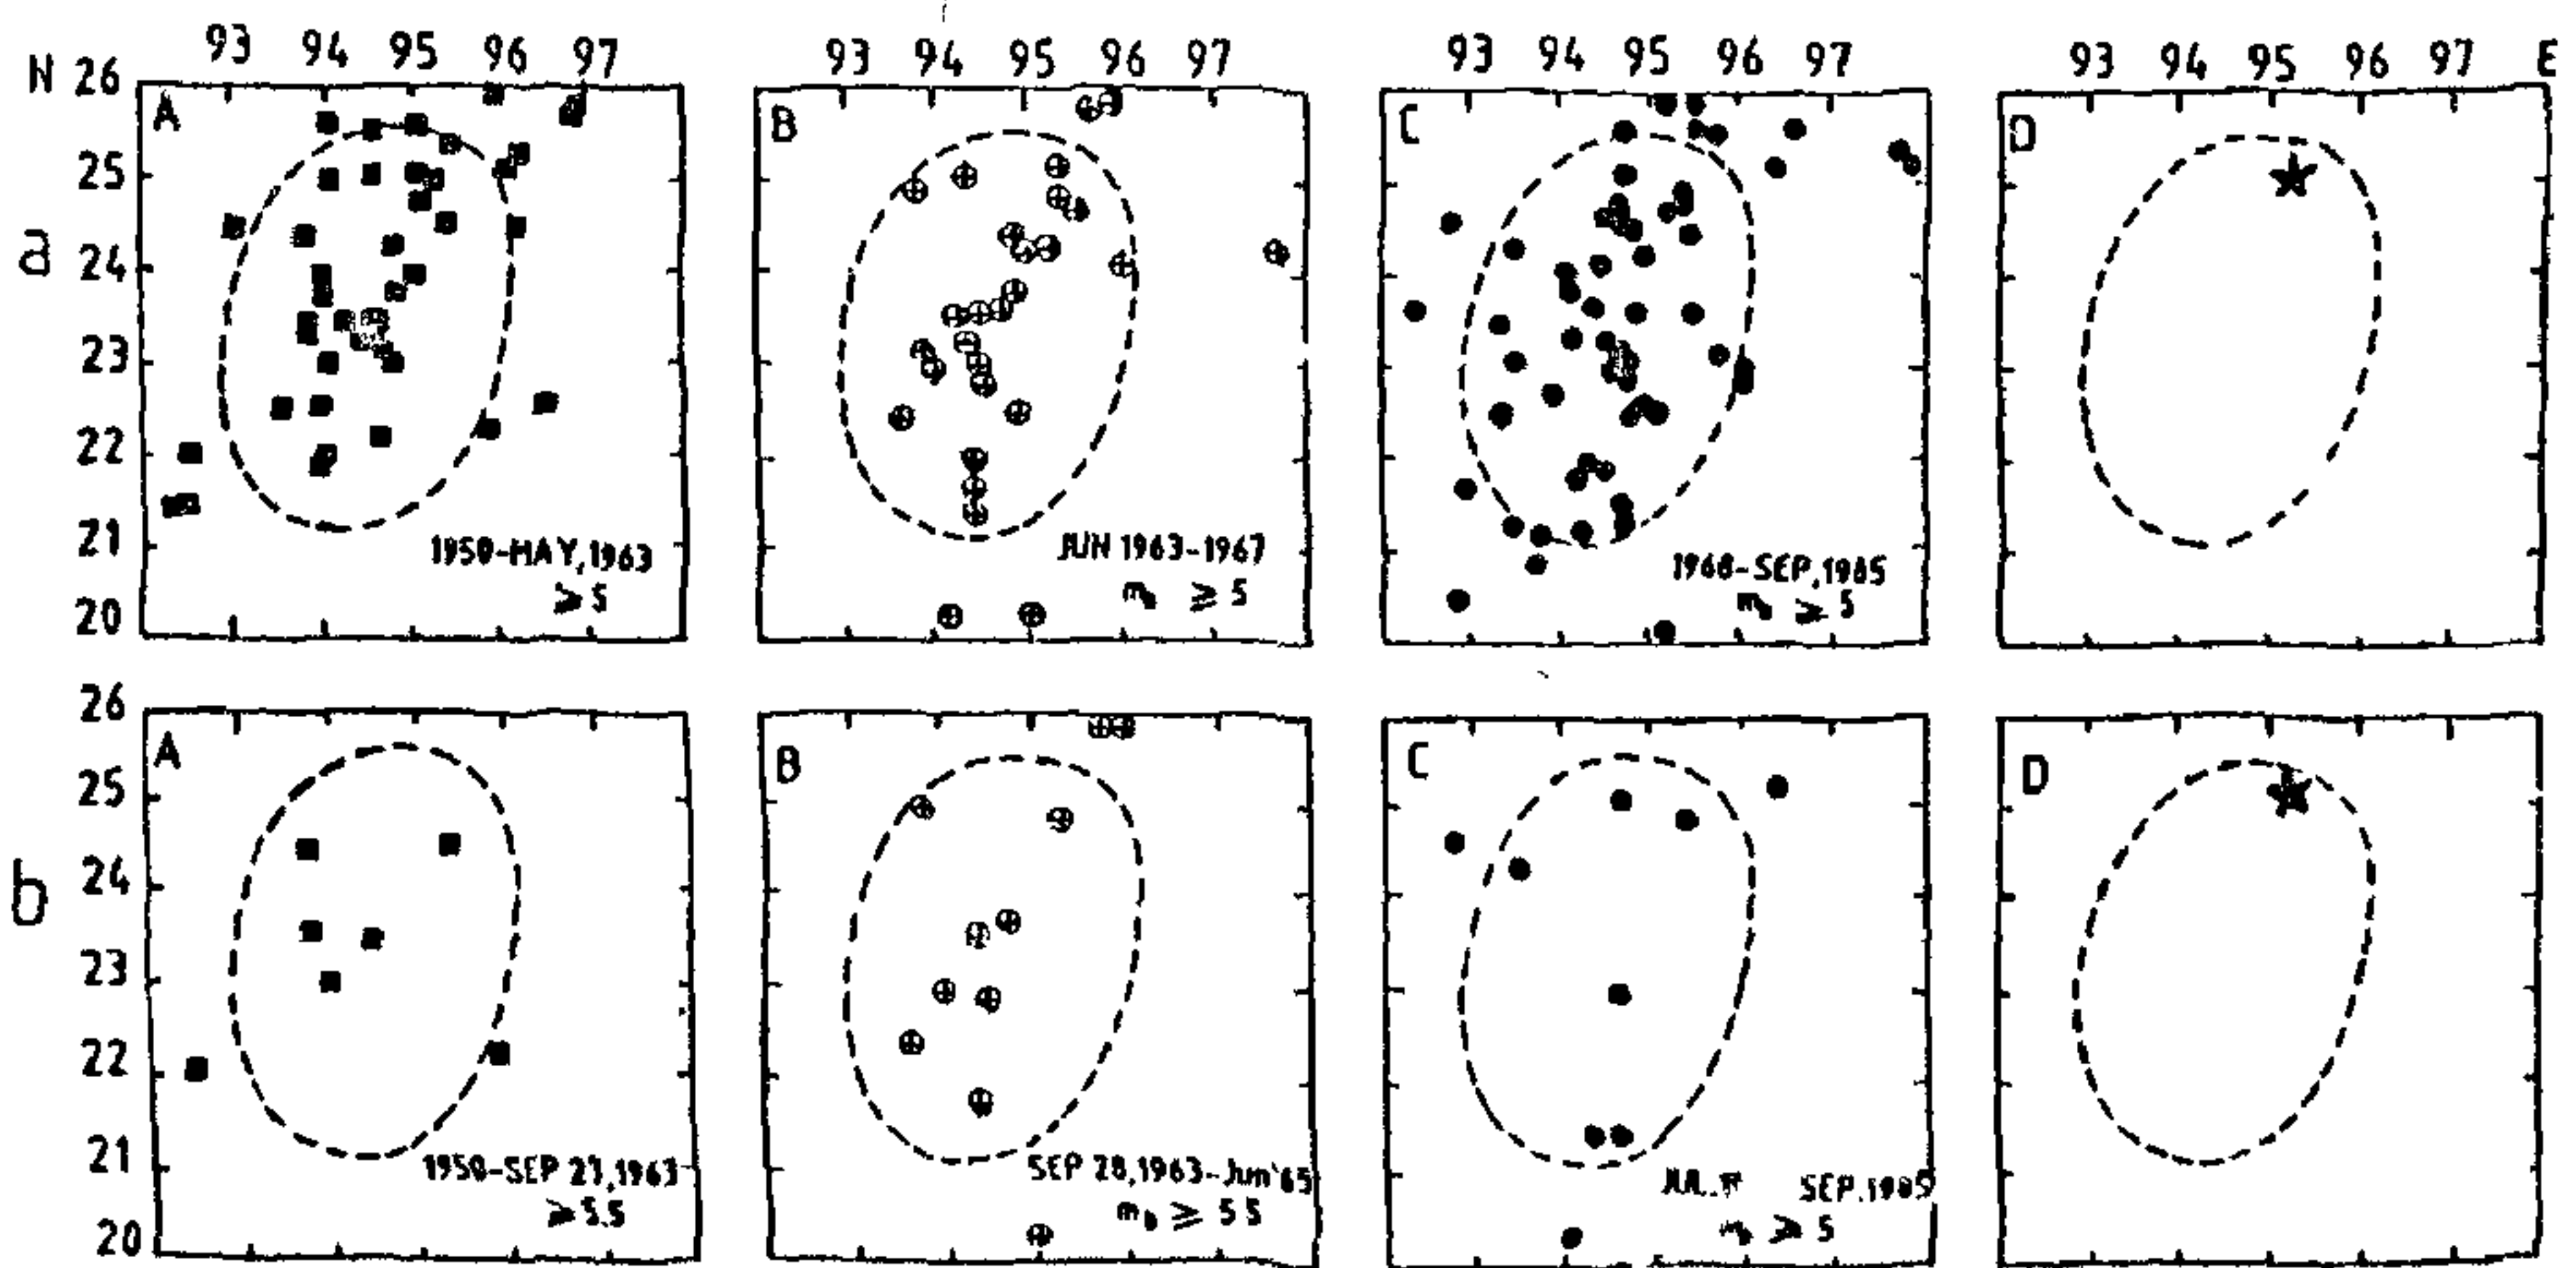 93 94 95 96 97 93 94 95 96 97 93 94 95 96 97 93 94 95 96 97 E
N 26
A B C D
25
a
24
23
22
21
1950-MAY,1963 JUN 1963-1967 1968-SEP,1985
≥ 5 mb ≥ 5 mb ≥ 5
20
26
A B C D
25
24
b
23
22
21
1950-SEP 27,1963 SEP 28,1963-Jun'65 JUL. SEP.1985
≥ 5.5 mb ≥ 5.5 mb ≥ 5
20